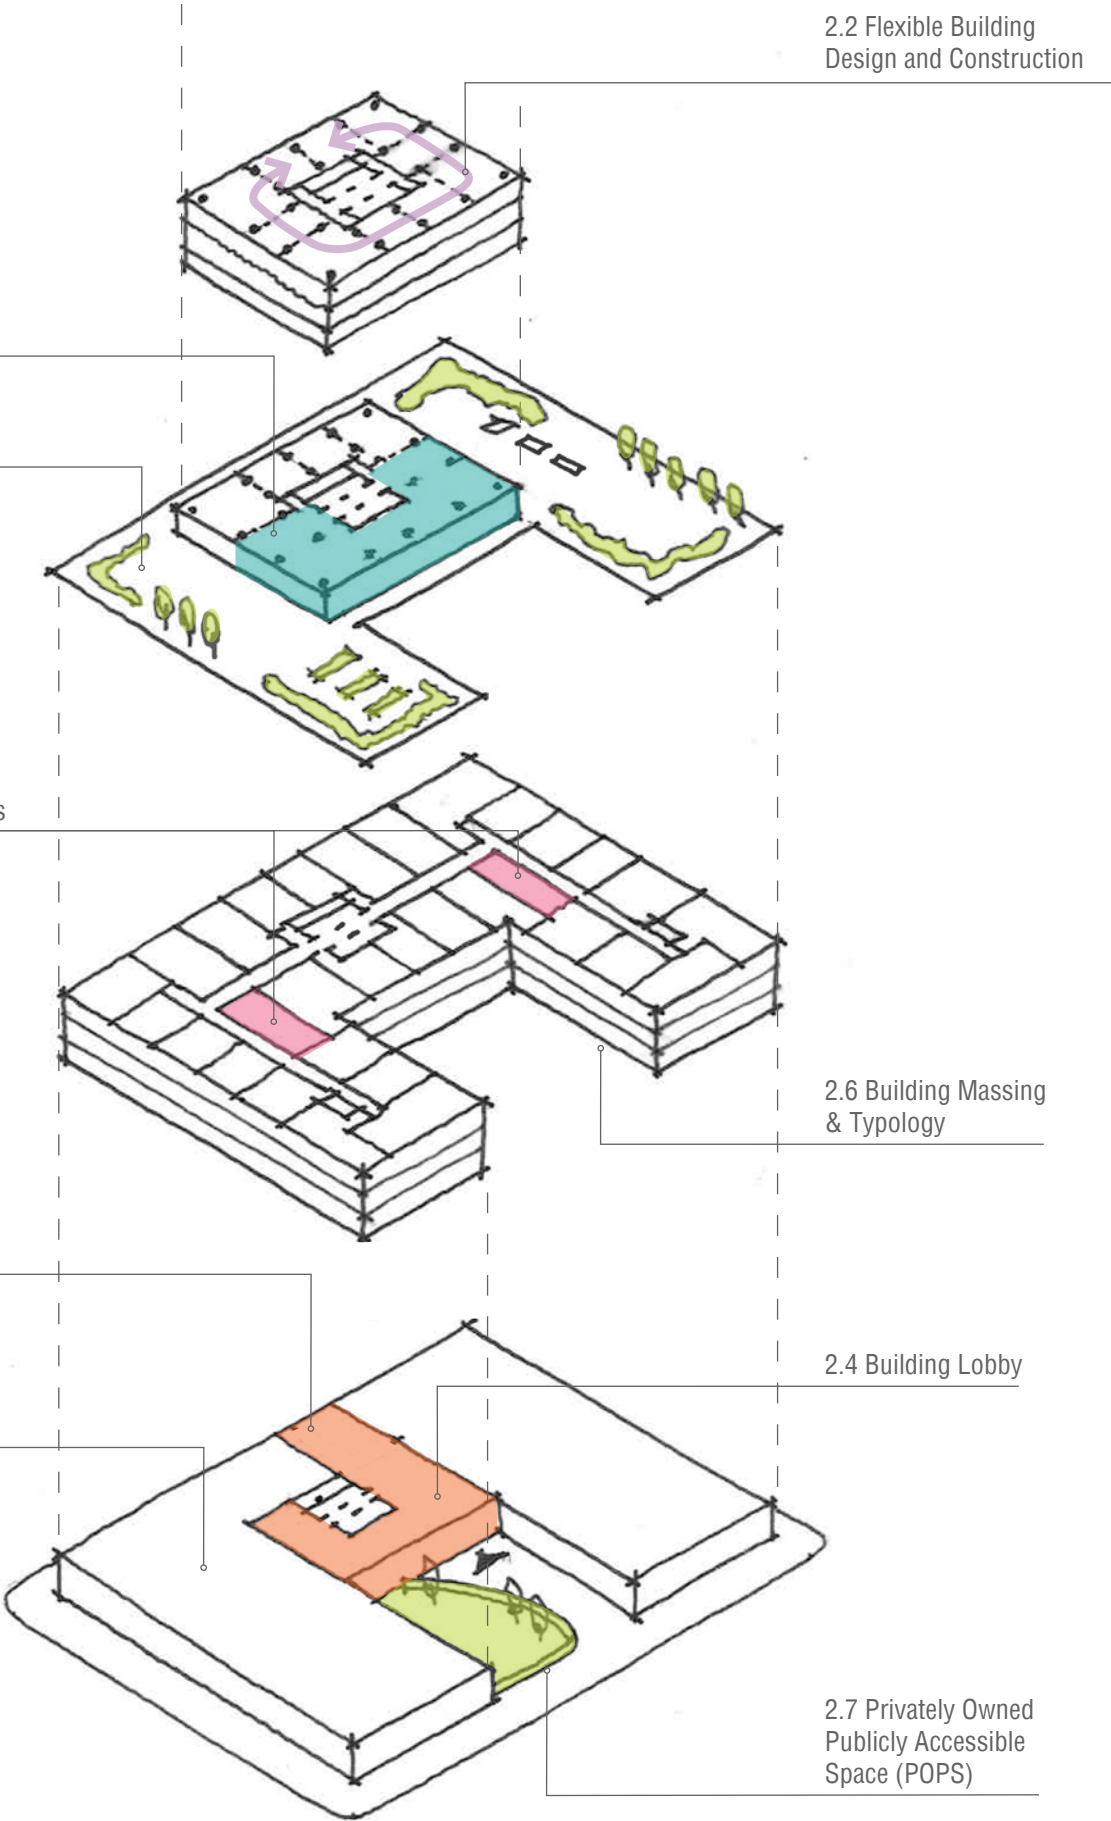 2.2 Flexible Building
Design and Construction
s
2.6 Building Massing
& Typology
2.4 Building Lobby
2.7 Privately Owned
Publicly Accessible
Space (POPS)